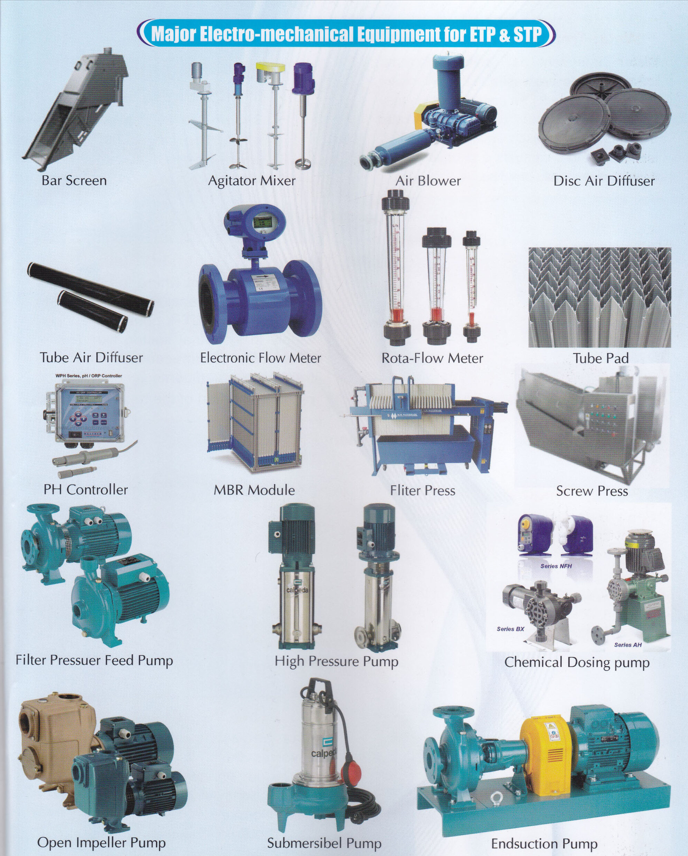 Major Electro-mechanical Equipment for ETP & STP
Bar Screen
Agitator Mixer
Air Blower
Disc Air Diffuser
Tube Air Diffuser
Electronic Flow Meter
Rota-Flow Meter
Tube Pad
WPH Series, pH / ORP Controller
PH Controller
MBR Module
Fliter Press
Screw Press
calpeda
Series NFH
Series BX
Series AH
Filter Pressuer Feed Pump
High Pressure Pump
Chemical Dosing pump
calpeda
Open Impeller Pump
Submersibel Pump
Endsuction Pump